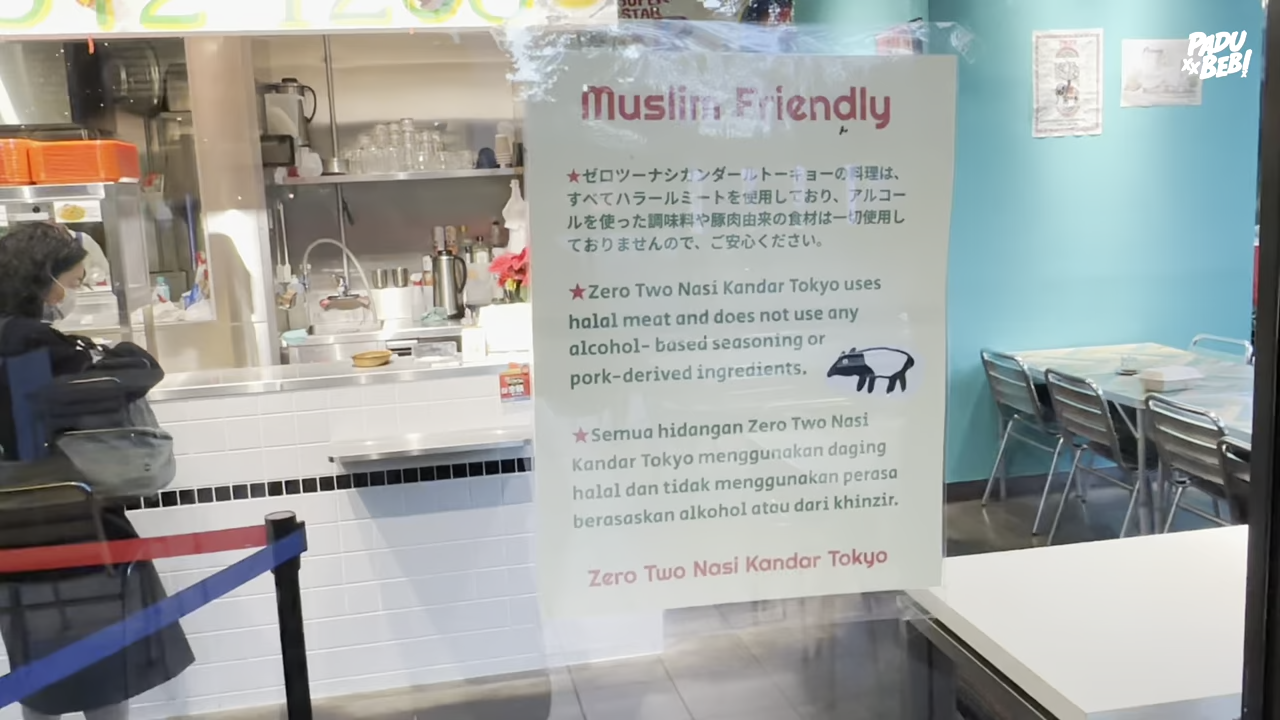 SUPER
STAR
PADU
BEBI
Muslim Friendly
★ゼロツーナシカンダールトーキョーの料理は、
すべてハラールミートを使用しており、アルコー
ルを使った調味料や豚肉由来の食材は一切使用し
ておりませんので、ご安心ください。
★Zero Two Nasi Kandar Tokyo uses
halal meat and does not use any
alcohol- based seasoning or
pork-derived ingredients.
★Semua hidangan Zero Two Nasi
Kandar Tokyo menggunakan daging
halal dan tidak menggunakan perasa
berasaskan alkohol atau dari khinzir.
Zero Two Nasi Kandar Tokyo